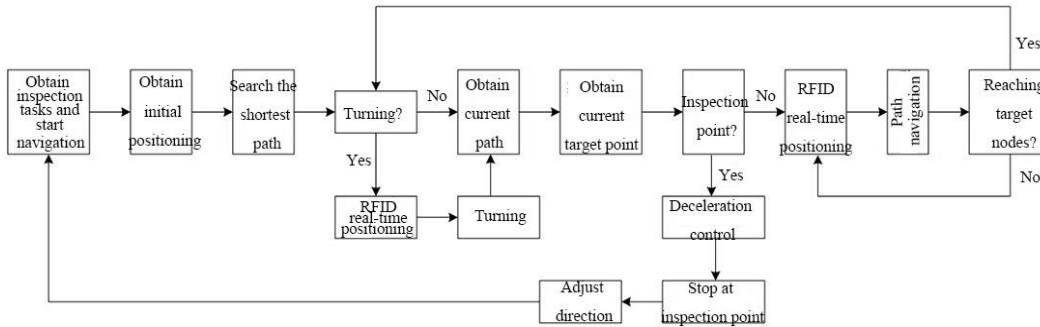 Yes
Obtain
inspection
tasks and
start
navigation
Obtain
initial
positioning
Search the
shortest
path
Turning?
No
Obtain
current
path
Obtain
current
target point
Inspection
point?
No
RFID
real-time
positioning
Path
navigation
Reaching
target
nodes?
Yes
Yes
No
RFID
real-time
positioning
Turning
Deceleration
control
Adjust
direction
Stop at
inspection point